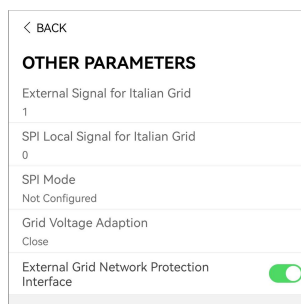 < BACK
OTHER PARAMETERS
External Signal for Italian Grid
1
SPI Local Signal for Italian Grid
0
SPI Mode
Not Configured
Grid Voltage Adaption
Close
External Grid Network Protection
Interface